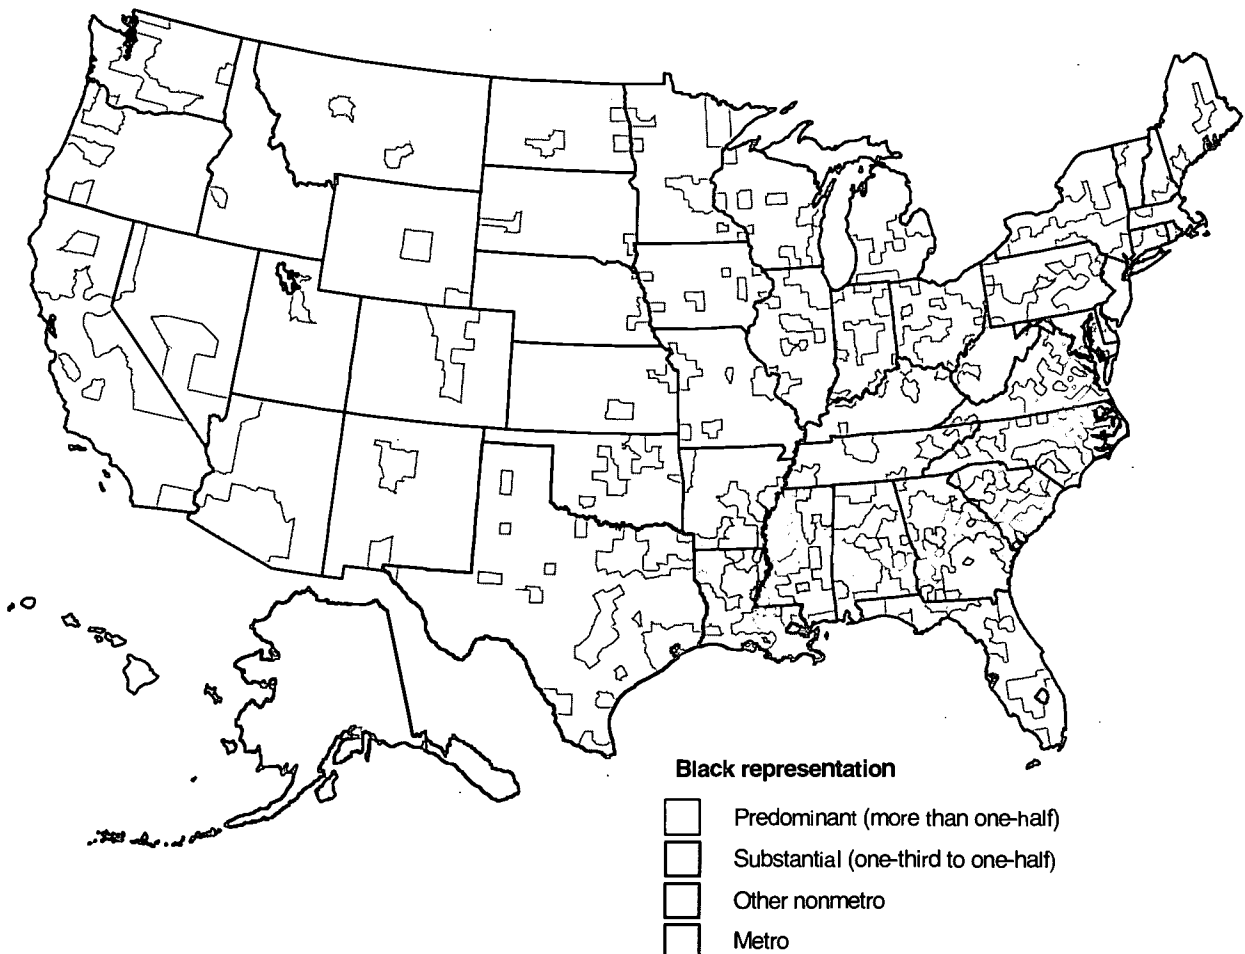 Black representation
Predominant (more than one-half)
Substantial (one-third to one-half)
Other nonmetro
Metro